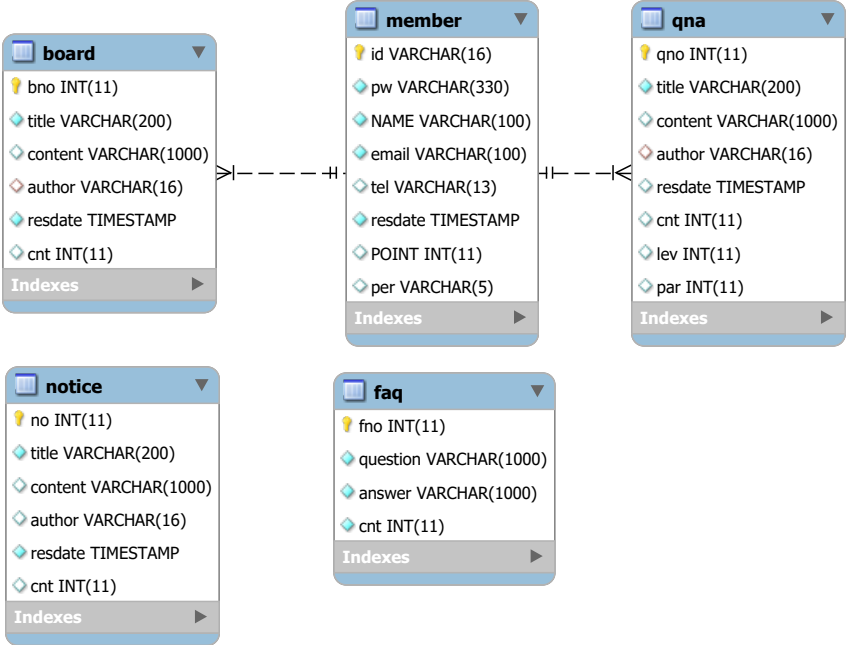 board
bno INT(11)
title VARCHAR(200)
content VARCHAR(1000)
author VARCHAR(16)
resdate TIMESTAMP
cnt INT(11)
Indexes
member
id VARCHAR(16)
pw VARCHAR(330)
NAME VARCHAR(100)
email VARCHAR(100)
tel VARCHAR(13)
resdate TIMESTAMP
POINT INT(11)
per VARCHAR(5)
Indexes
qna
qno INT(11)
title VARCHAR(200)
content VARCHAR(1000)
author VARCHAR(16)
resdate TIMESTAMP
cnt INT(11)
lev INT(11)
par INT(11)
Indexes
notice
no INT(11)
title VARCHAR(200)
content VARCHAR(1000)
author VARCHAR(16)
resdate TIMESTAMP
cnt INT(11)
Indexes
faq
fno INT(11)
question VARCHAR(1000)
answer VARCHAR(1000)
cnt INT(11)
Indexes